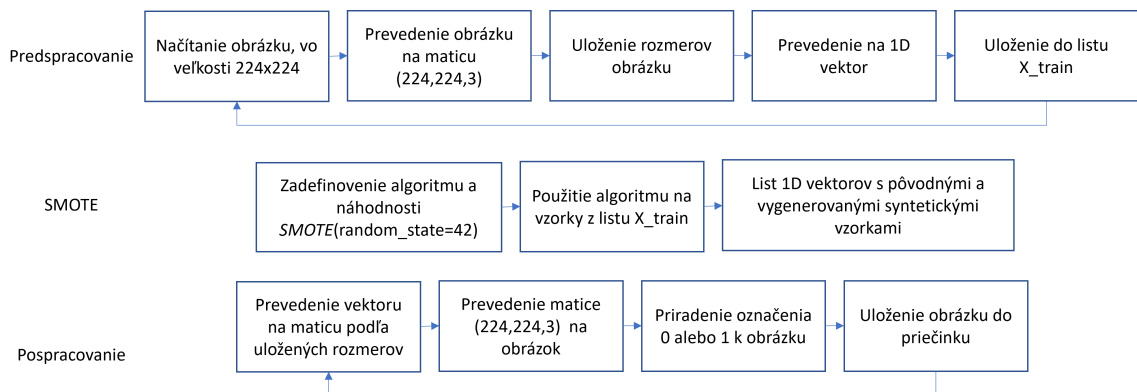 Predspracovanie
Načítanie obrázku, vo
veľkosti 224x224
Prevedenie obrázku
na maticu
(224,224,3)
Uloženie rozmerov
obrázku
Prevedenie na 1D
vektor
Uloženie do listu
X_train
SMOTE
Zadefinovenie algoritmu a
náhodnosti
SMOTE(random_state=42)
Použitie algoritmu na
vzorky z listu X_train
List 1D vektorov s pôvodnými a
vygenerovanými syntetickými
vzorkami
Pospracovanie
Prevedenie vektoru
na maticu podľa
uložených rozmerov
Prevedenie matice
(224,224,3) na
obrázok
Priradenie označenia
0 alebo 1 k obrázku
Uloženie obrázku do
priečinku